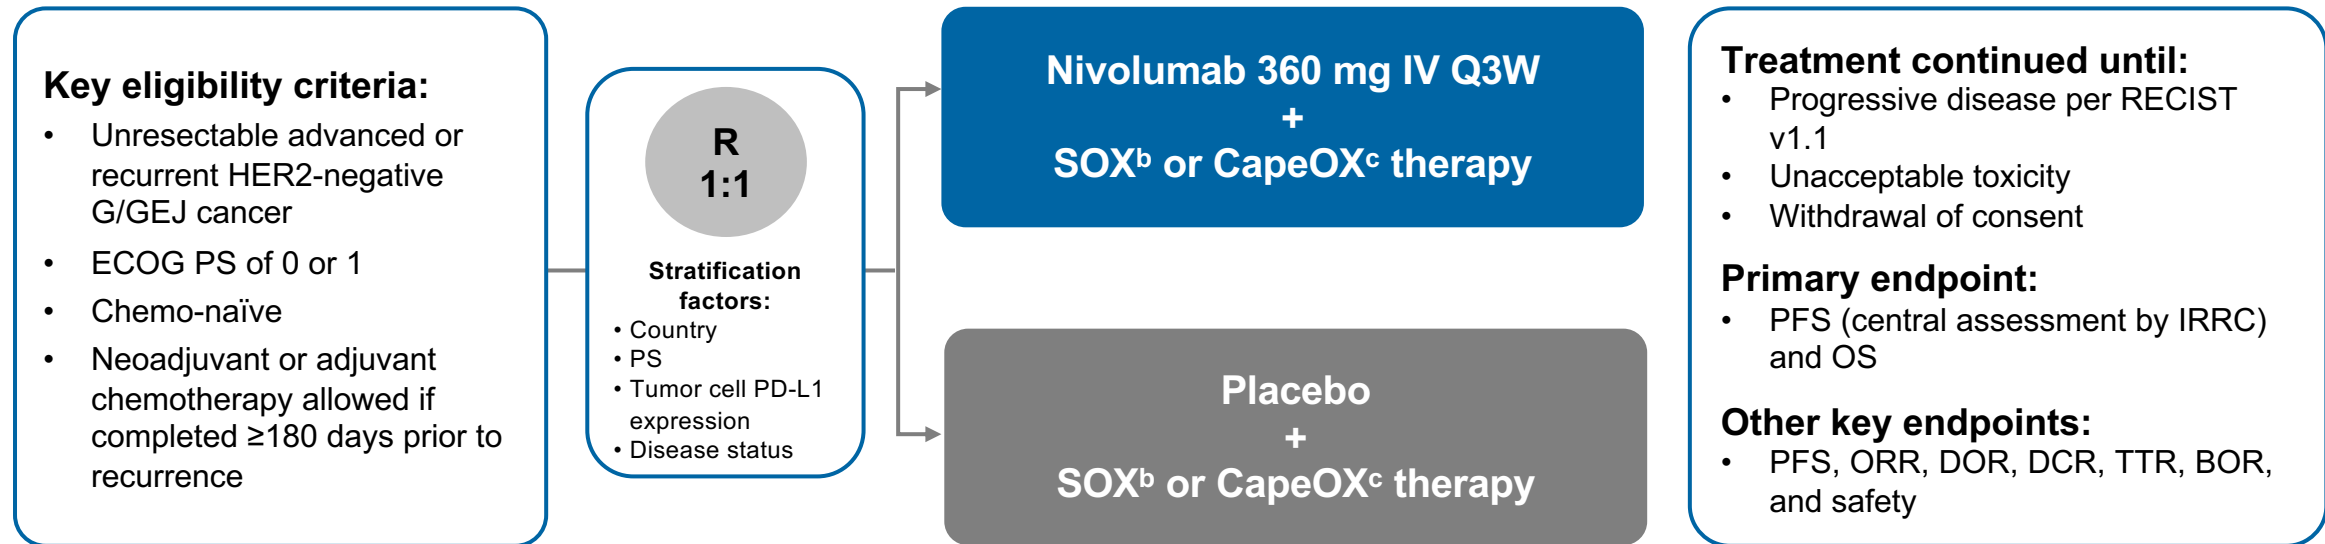 Key eligibility criteria:
• Unresectable advanced or
recurrent HER2-negative
G/GEJ cancer
• ECOG PS of 0 or 1
• Chemo-naïve
• Neoadjuvant or adjuvant
chemotherapy allowed if
completed ≥180 days prior to
recurrence
R
1:1
Stratification
factors:
• Country
• PS
• Tumor cell PD-L1
expression
• Disease status
Nivolumab 360 mg IV Q3W
+
SOXᵇ or CapeOXᶜ therapy
Placebo
+
SOXᵇ or CapeOXᶜ therapy
Treatment continued until:
• Progressive disease per RECIST
v1.1
• Unacceptable toxicity
• Withdrawal of consent
Primary endpoint:
• PFS (central assessment by IRRC)
and OS
Other key endpoints:
• PFS, ORR, DOR, DCR, TTR, BOR,
and safety